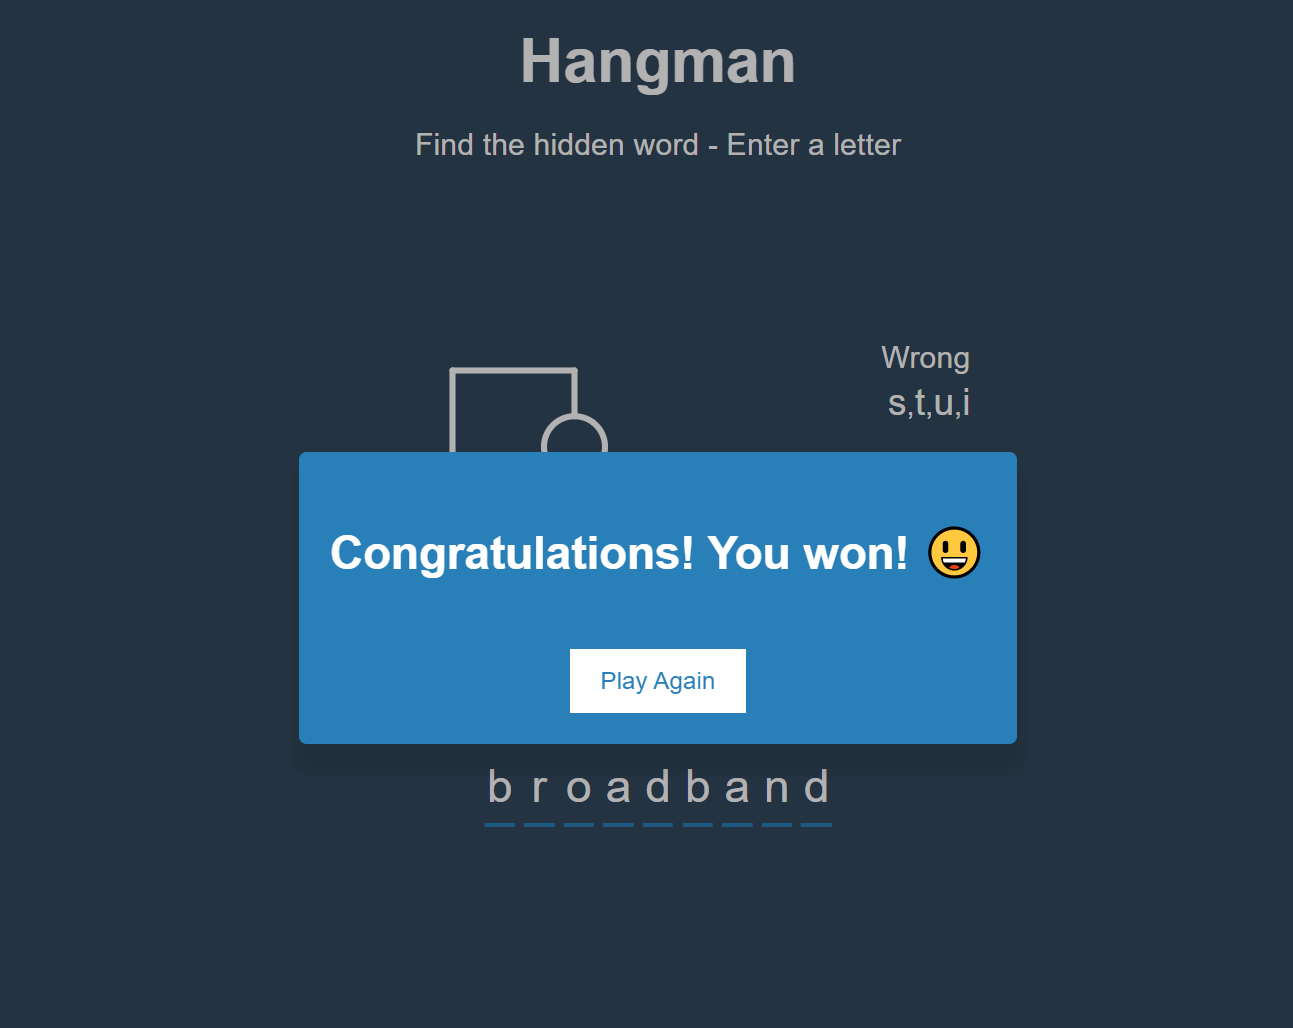 Hangman
Find the hidden word - Enter a letter
Wrong
s,t,u,i
Congratulations! You won! 😃
Play Again
b r o a d b a n d